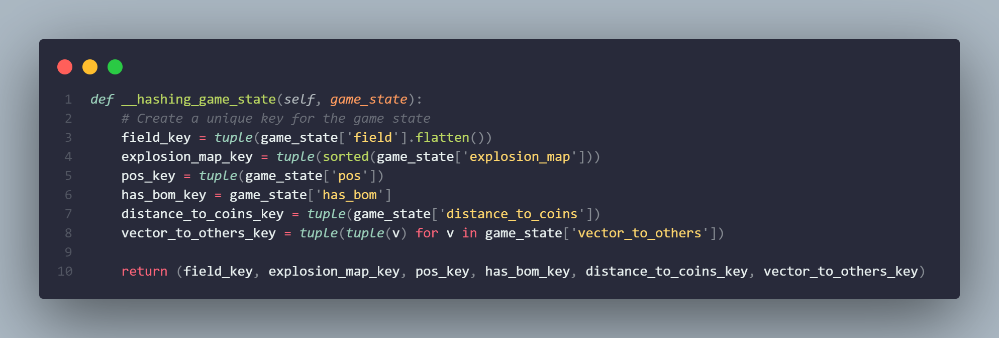 1 def __hashing_game_state(self, game_state):
2 # Create a unique key for the game state
3 field_key = tuple(game_state['field'].flatten())
4 explosion_map_key = tuple(sorted(game_state['explosion_map']))
5 pos_key = tuple(game_state['pos'])
6 has_bom_key = game_state['has_bom']
7 distance_to_coins_key = tuple(game_state['distance_to_coins'])
8 vector_to_others_key = tuple(tuple(v) for v in game_state['vector_to_others'])
9
10 return (field_key, explosion_map_key, pos_key, has_bom_key, distance_to_coins_key, vector_to_others_key)